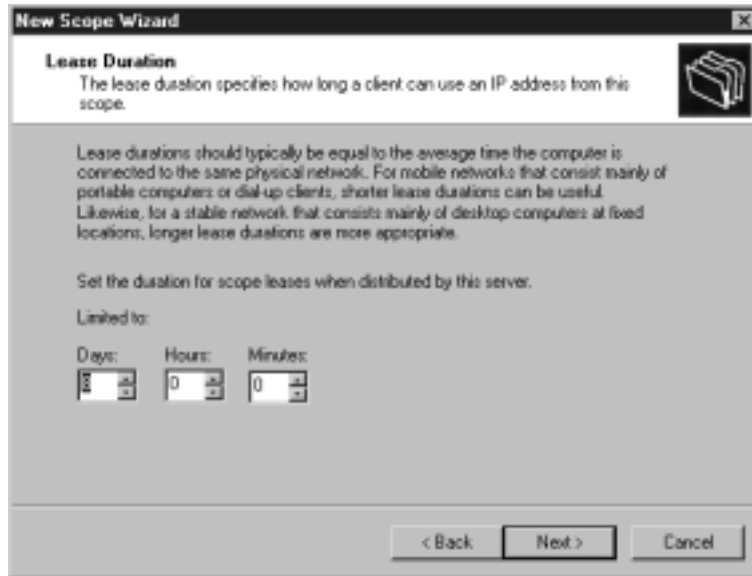 New Scope Wizard
Lease Duration
The lease duration specifies how long a client can use an IP address from this
scope.
Lease durations should typically be equal to the average time the computer is
connected to the same physical network. For mobile networks that consist mainly of
portable computers or dial-up clients, shorter lease durations can be useful.
Likewise, for a stable network that consists mainly of desktop computers at fixed
locations, longer lease durations are more appropriate.
Set the duration for scope leases when distributed by this server.
Limited to:
Days: Hours: Minutes:
0 0
< Back Next > Cancel